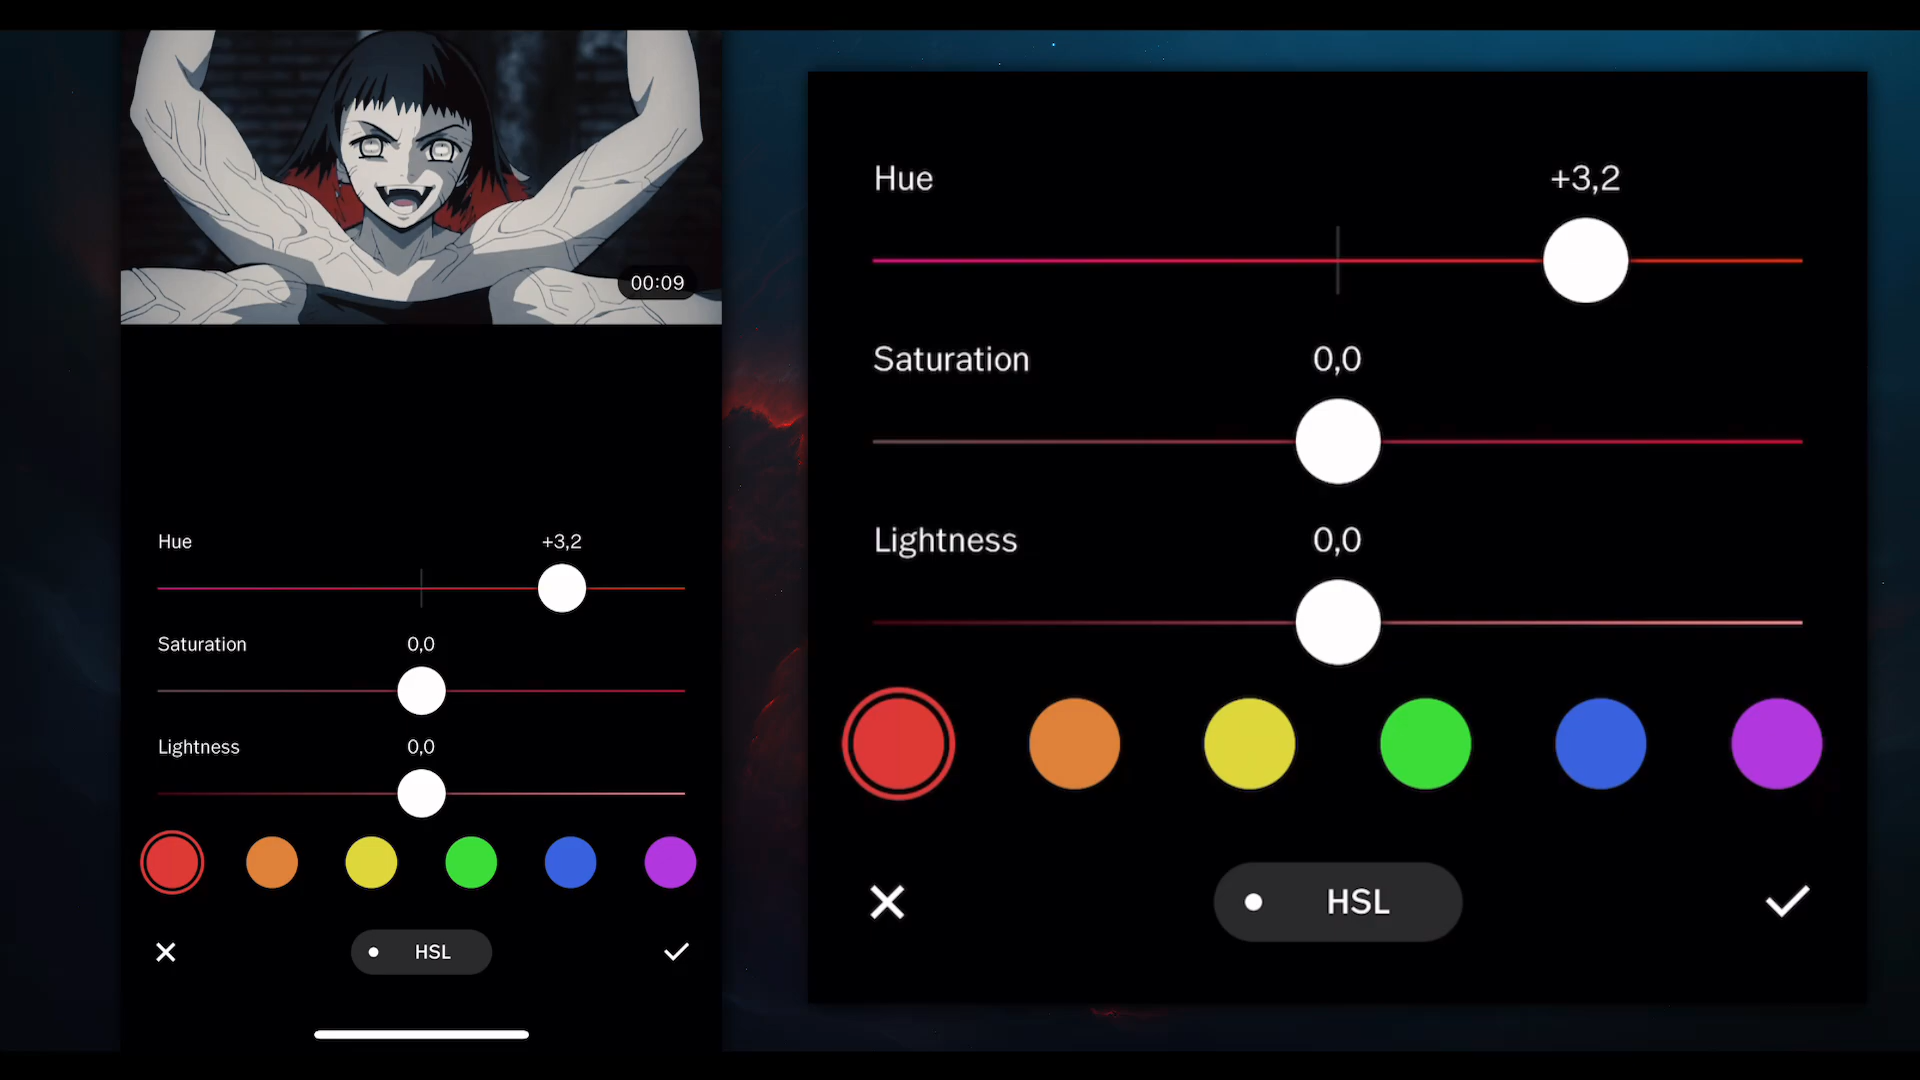 00:09
Hue +3,2
Saturation 0,0
Lightness 0,0
HSL
Hue +3,2
Saturation 0,0
Lightness 0,0
HSL